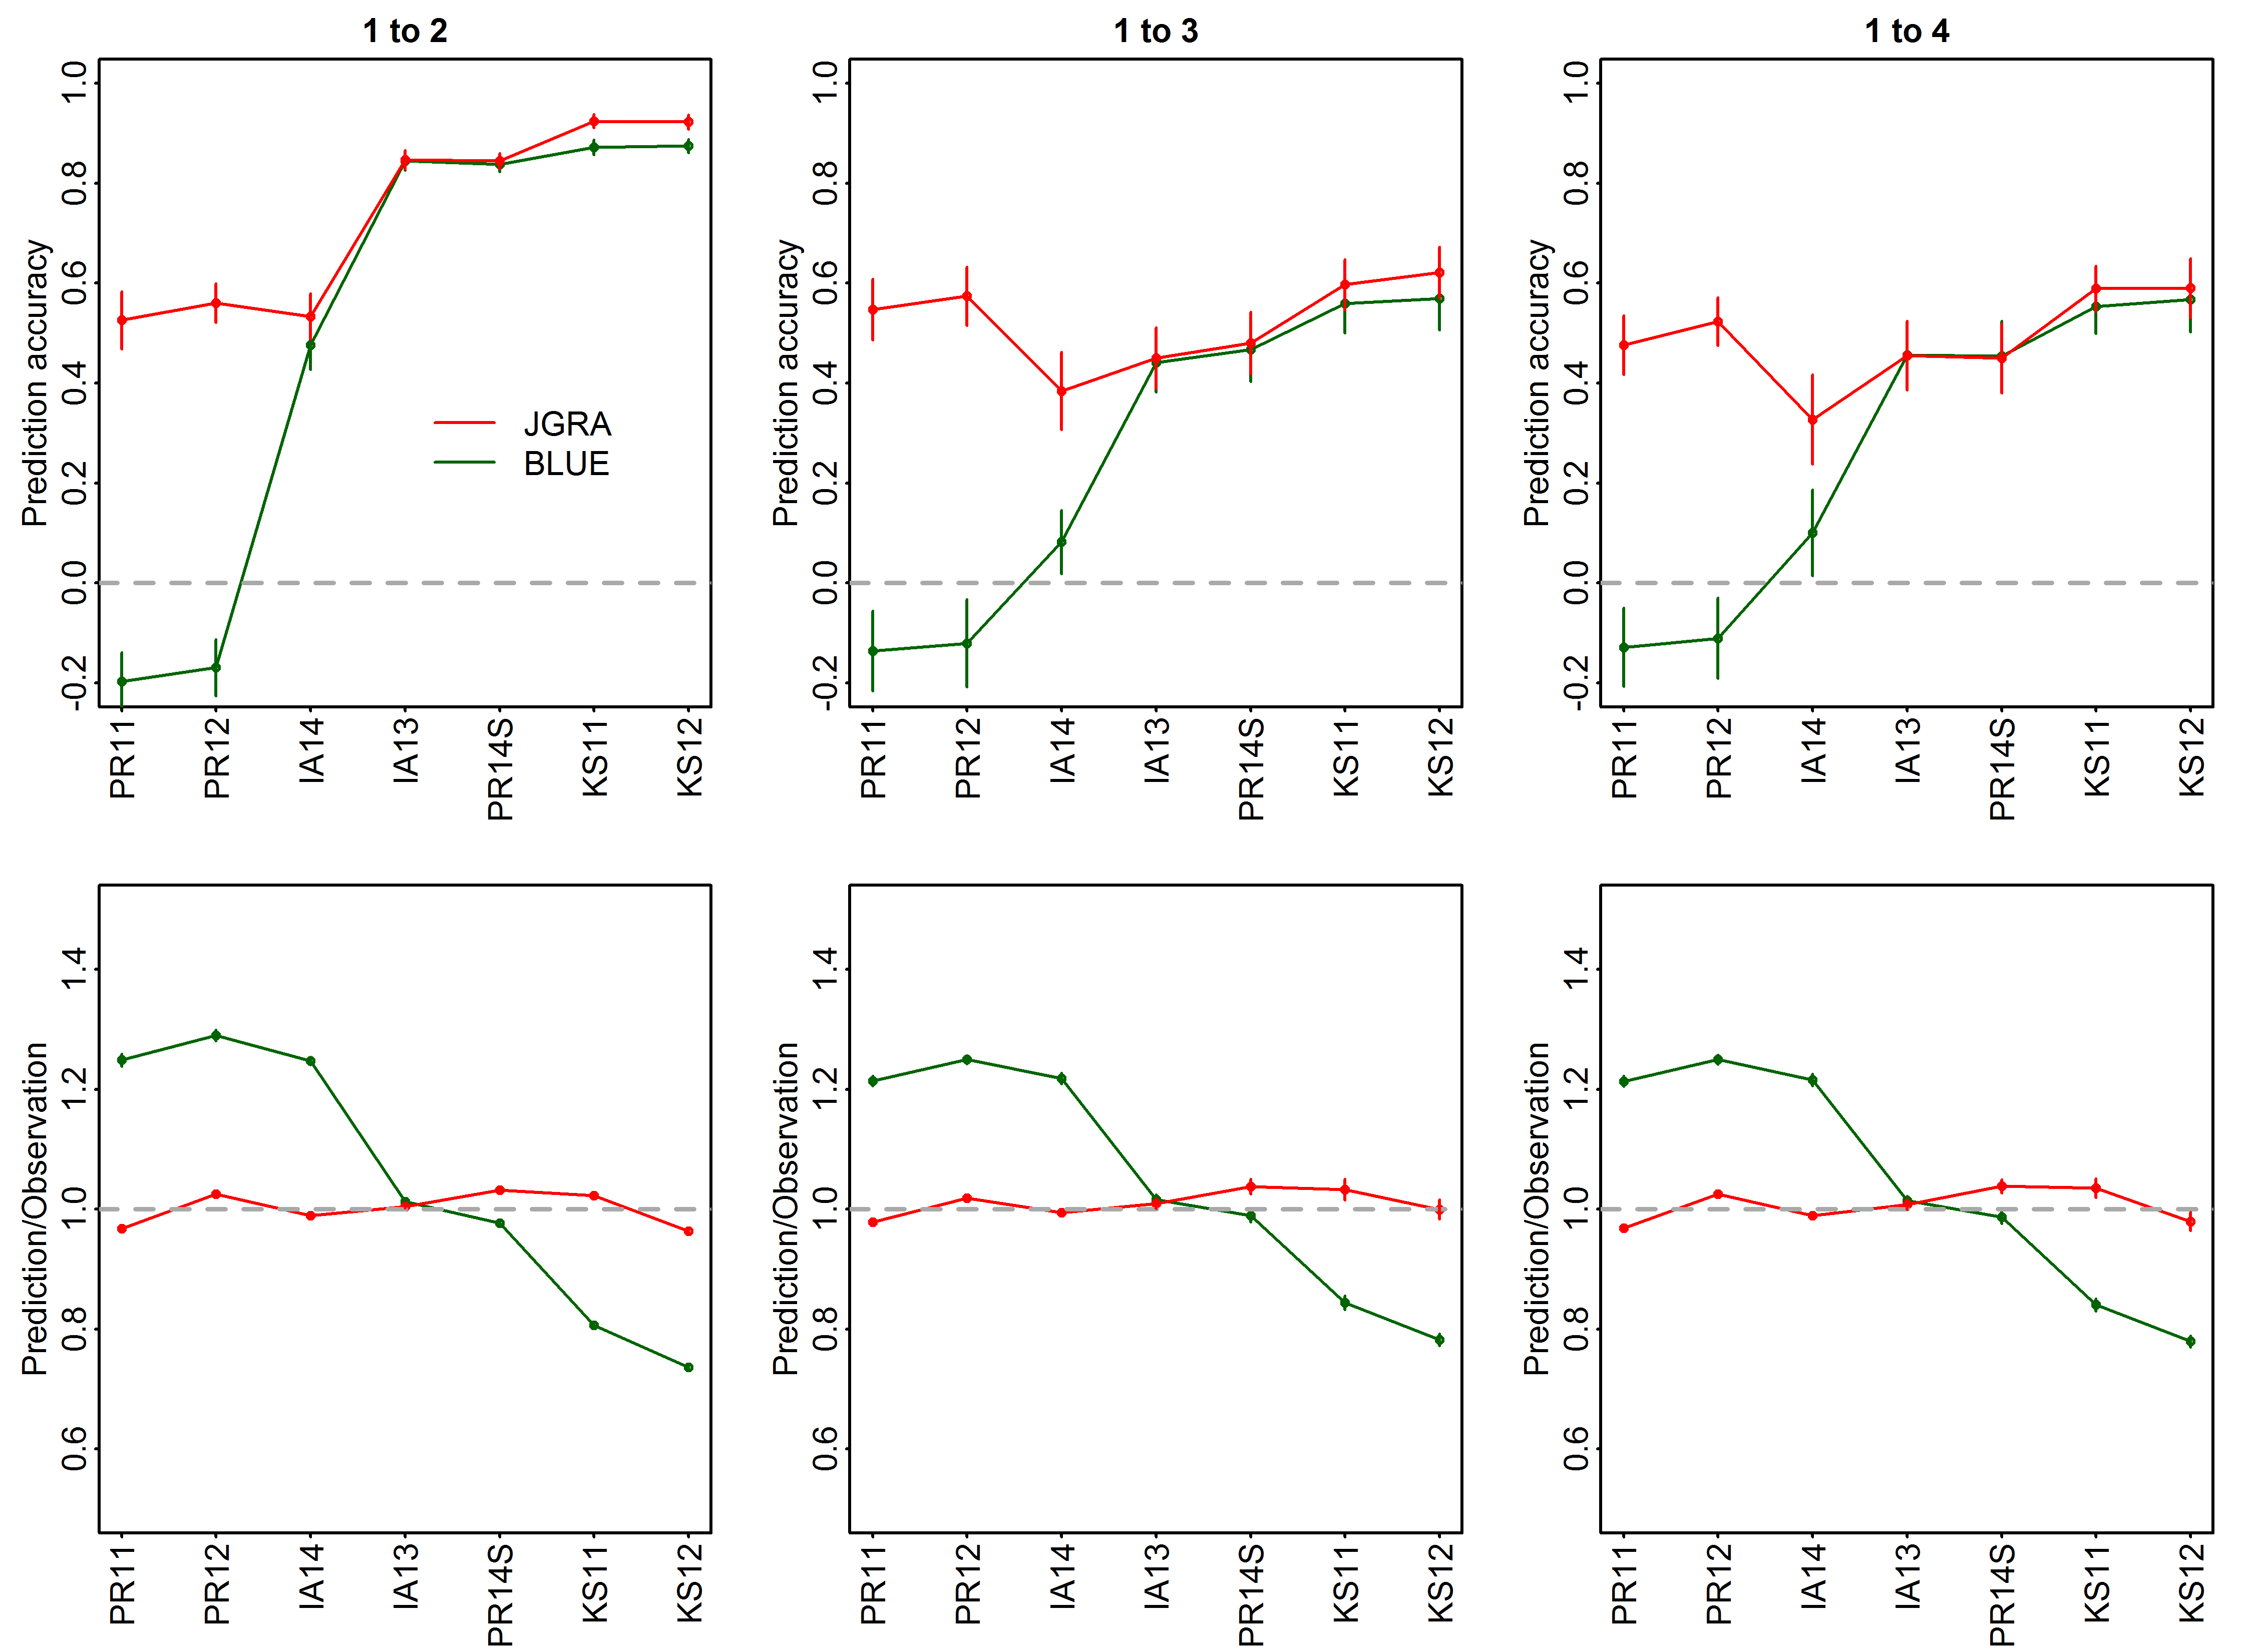 1 to 2
1 to 3
1 to 4
Prediction accuracy
1.0
0.8
0.6
0.4
0.2
0.0
-0.2
JGRA
BLUE
PR11
PR12
IA14
IA13
PR14S
KS11
KS12
Prediction accuracy
1.0
0.8
0.6
0.4
0.2
0.0
-0.2
PR11
PR12
IA14
IA13
PR14S
KS11
KS12
Prediction accuracy
1.0
0.8
0.6
0.4
0.2
0.0
-0.2
PR11
PR12
IA14
IA13
PR14S
KS11
KS12
Prediction/Observation
1.4
1.2
1.0
0.8
0.6
PR11
PR12
IA14
IA13
PR14S
KS11
KS12
Prediction/Observation
1.4
1.2
1.0
0.8
0.6
PR11
PR12
IA14
IA13
PR14S
KS11
KS12
Prediction/Observation
1.4
1.2
1.0
0.8
0.6
PR11
PR12
IA14
IA13
PR14S
KS11
KS12